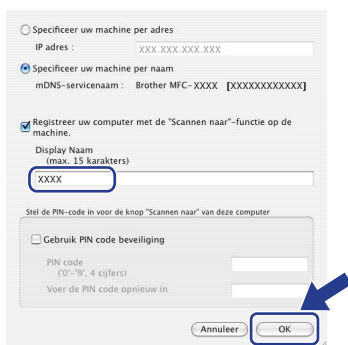 Specificeer uw machine per adres
IP adres :
XXX.XXX.XXX.XXX
Specificeer uw machine per naam
mDNS-servicenaam : Brother MFC-XXXX [XXXXXXXXXXXX]
Registreer uw computer met de "Scannen naar"-functie op de
machine.
Display Naam
(max. 15 karakters)
XXXX
Stel de PIN-code in voor de knop "Scannen naar" van deze computer
Gebruik PIN code beveiliging
PIN code
('0'-'9', 4 cijfers)
Voer de PIN code opnieuw in
Annuleer OK